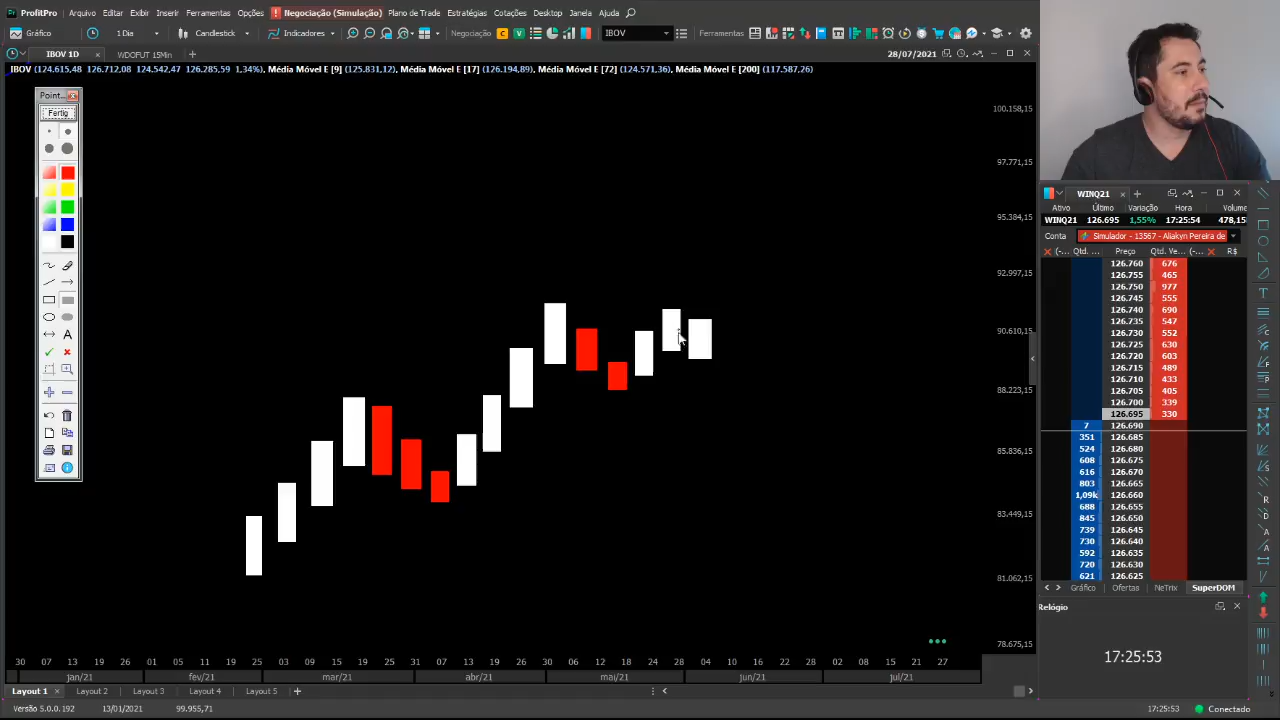 ProfitPro Arquivo Editar Exibir Inserir Ferramentas Opções Negociação (Simulação) Plano de Trade Estratégias Cotações Desktop Janela Ajuda
Gráfico 1 Dia Candlestick Indicadores Negociação C V IBOV Ferramentas
IBOV 1D WDOFUT 15Min
IBOV (124.615,48 126.712,08 124.542,47 126.285,59 1,34%), Média Móvel E [9] (125.831,12) Média Móvel E [17] (126.194,89) Média Móvel E [72] (124.571,36), Média Móvel E [200] (117.587,26)
28/07/2021
Point...
Fertig
A
100.158,15
97.771,15
95.384,15
92.997,15
90.610,15
88.223,15
85.836,15
83.449,15
81.062,15
78.675,15
30 07 13 19 26 01 05 11 19 25 03 09 15 19 25 31 07 13 19 26 30 06 12 18 24 28 04 10 16 22 28 02 08 15 21 27
jan/21 fev/21 mar/21 abr/21 mai/21 jun/21 jul/21
Layout 1 Layout 2 Layout 3 Layout 4 Layout 5
Versão 5.0.0.192 13/01/2021 99.955,71
WINQ21
Ativo Último Variação Hora Volume
WINQ21 126.695 1,55% 17:25:54 478,15
Conta Simulador - 13567 - Aliakyn Pereira de
(-... Qtd. ... Preço Qtd. Ve... (-... R$
126.760 676
126.755 465
126.750 977
126.745 555
126.740 690
126.735 547
126.730 552
126.725 630
126.720 603
126.715 489
126.710 433
126.705 405
126.700 339
126.695 330
7 126.690
351 126.685
524 126.680
608 126.675
616 126.670
803 126.665
1,09k 126.660
688 126.655
845 126.650
739 126.645
730 126.640
592 126.635
720 126.630
621 126.625
Gráfico Ofertas NeTrix SuperDOM
Relógio
17:25:53
17:25:53 Conectado